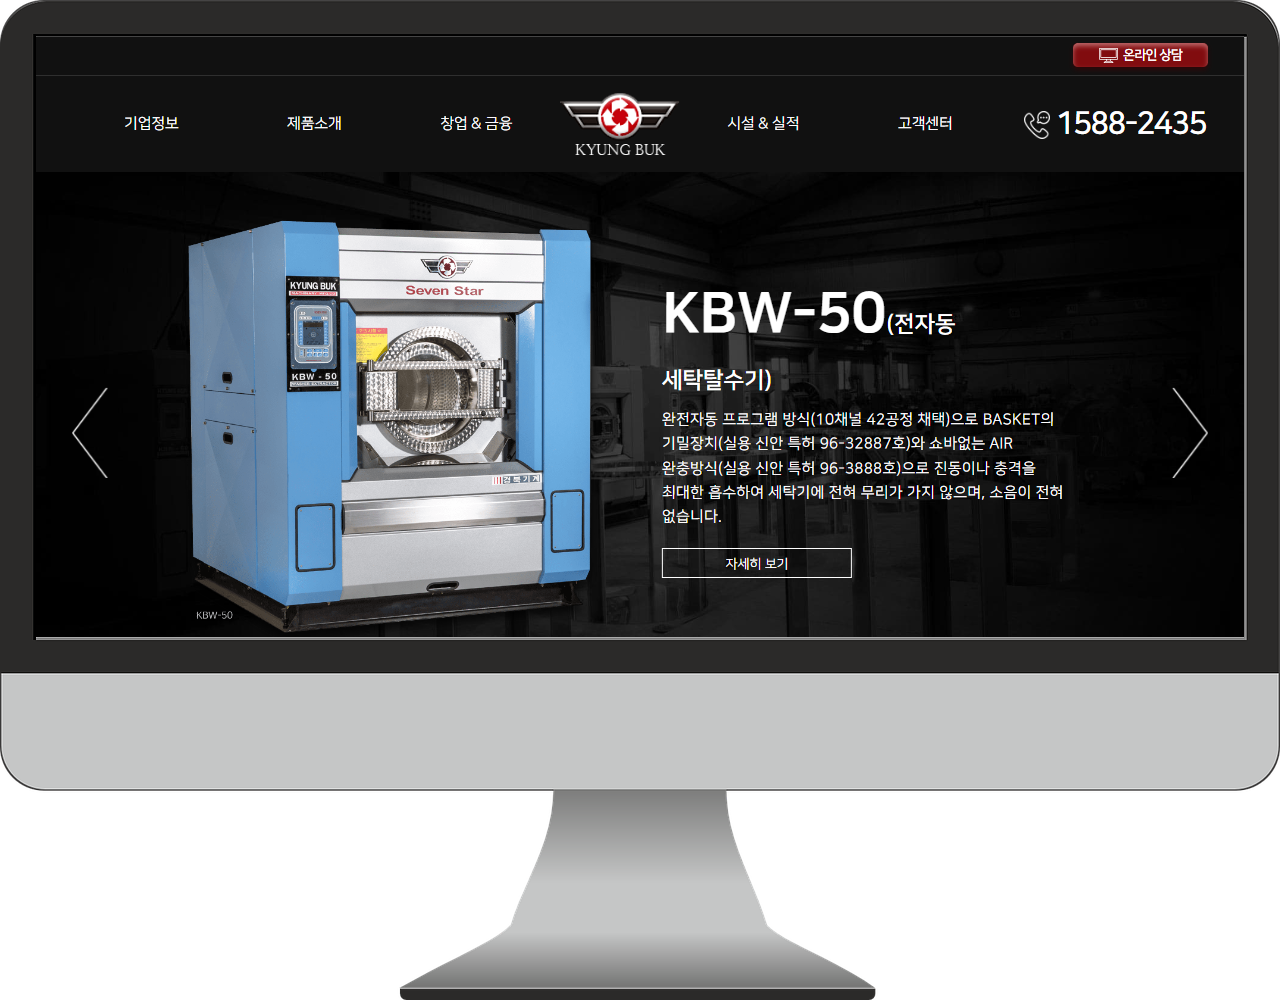 온라인 상담
기업정보
제품소개
창업 & 금융
KYUNG BUK
시설 & 실적
고객센터
1588-2435
KYUNG BUK
Seven Star
KBW - 50
경북기계
KBW-50
KBW-50(전자동
세탁탈수기)
완전자동 프로그램 방식(10채널 42공정 채택)으로 BASKET의
기밀장치(실용 신안 특허 96-32887호)와 쇼바없는 AIR
완충방식(실용 신안 특허 96-3888호)으로 진동이나 충격을
최대한 흡수하여 세탁기에 전혀 무리가 가지 않으며, 소음이 전혀
없습니다.
자세히 보기